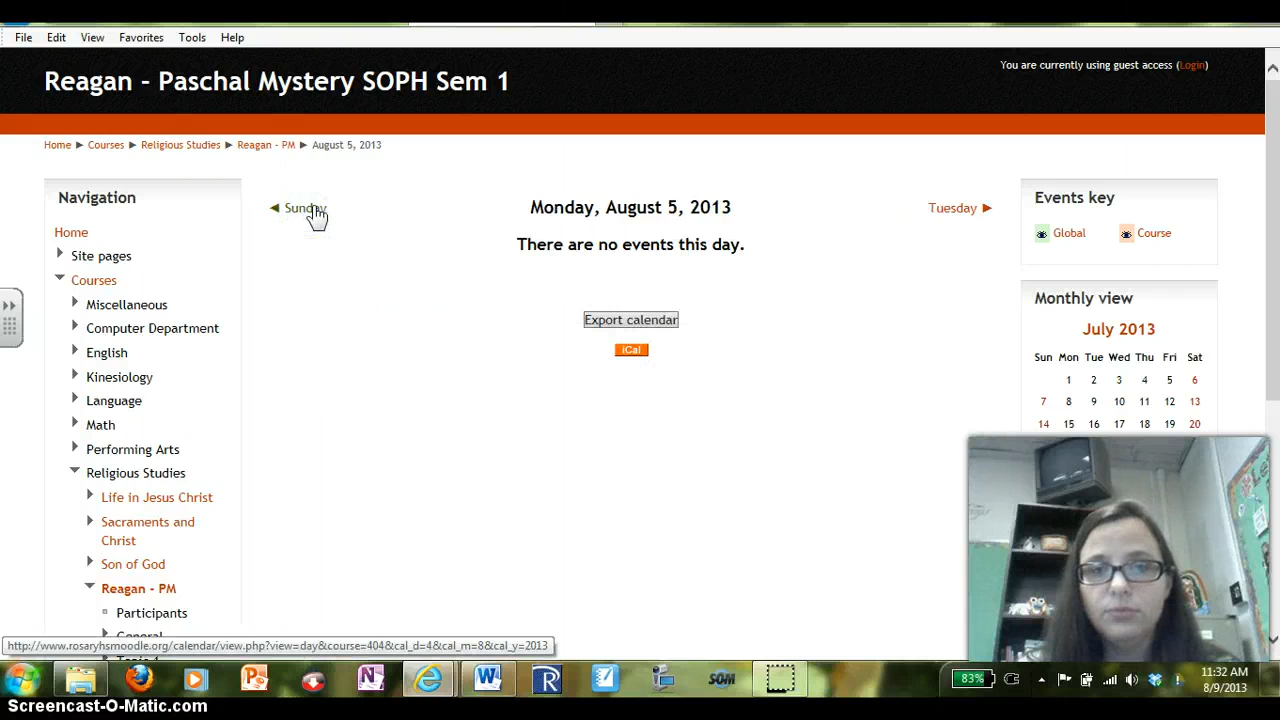 File Edit View Favorites Tools Help
Reagan - Paschal Mystery SOPH Sem 1
You are currently using guest access (Login)
Home ► Courses ► Religious Studies ► Reagan - PM ► August 5, 2013
Navigation
Home
Site pages
Courses
Miscellaneous
Computer Department
English
Kinesiology
Language
Math
Performing Arts
Religious Studies
Life in Jesus Christ
Sacraments and
Christ
Son of God
Reagan - PM
Participants
General
◄ Sunday
Monday, August 5, 2013
Tuesday ►
There are no events this day.
Export calendar
iCal
Events key
Global Course
Monthly view
July 2013
Sun Mon Tue Wed Thu Fri Sat
1 2 3 4 5 6
7 8 9 10 11 12 13
14 15 16 17 18 19 20
http://www.rosaryhsmoodle.org/calendar/view.php?view=day&course=404&cal_d=4&cal_m=8&cal_y=2013
83%
11:32 AM
8/9/2013
SOM
Screencast-O-Matic.com